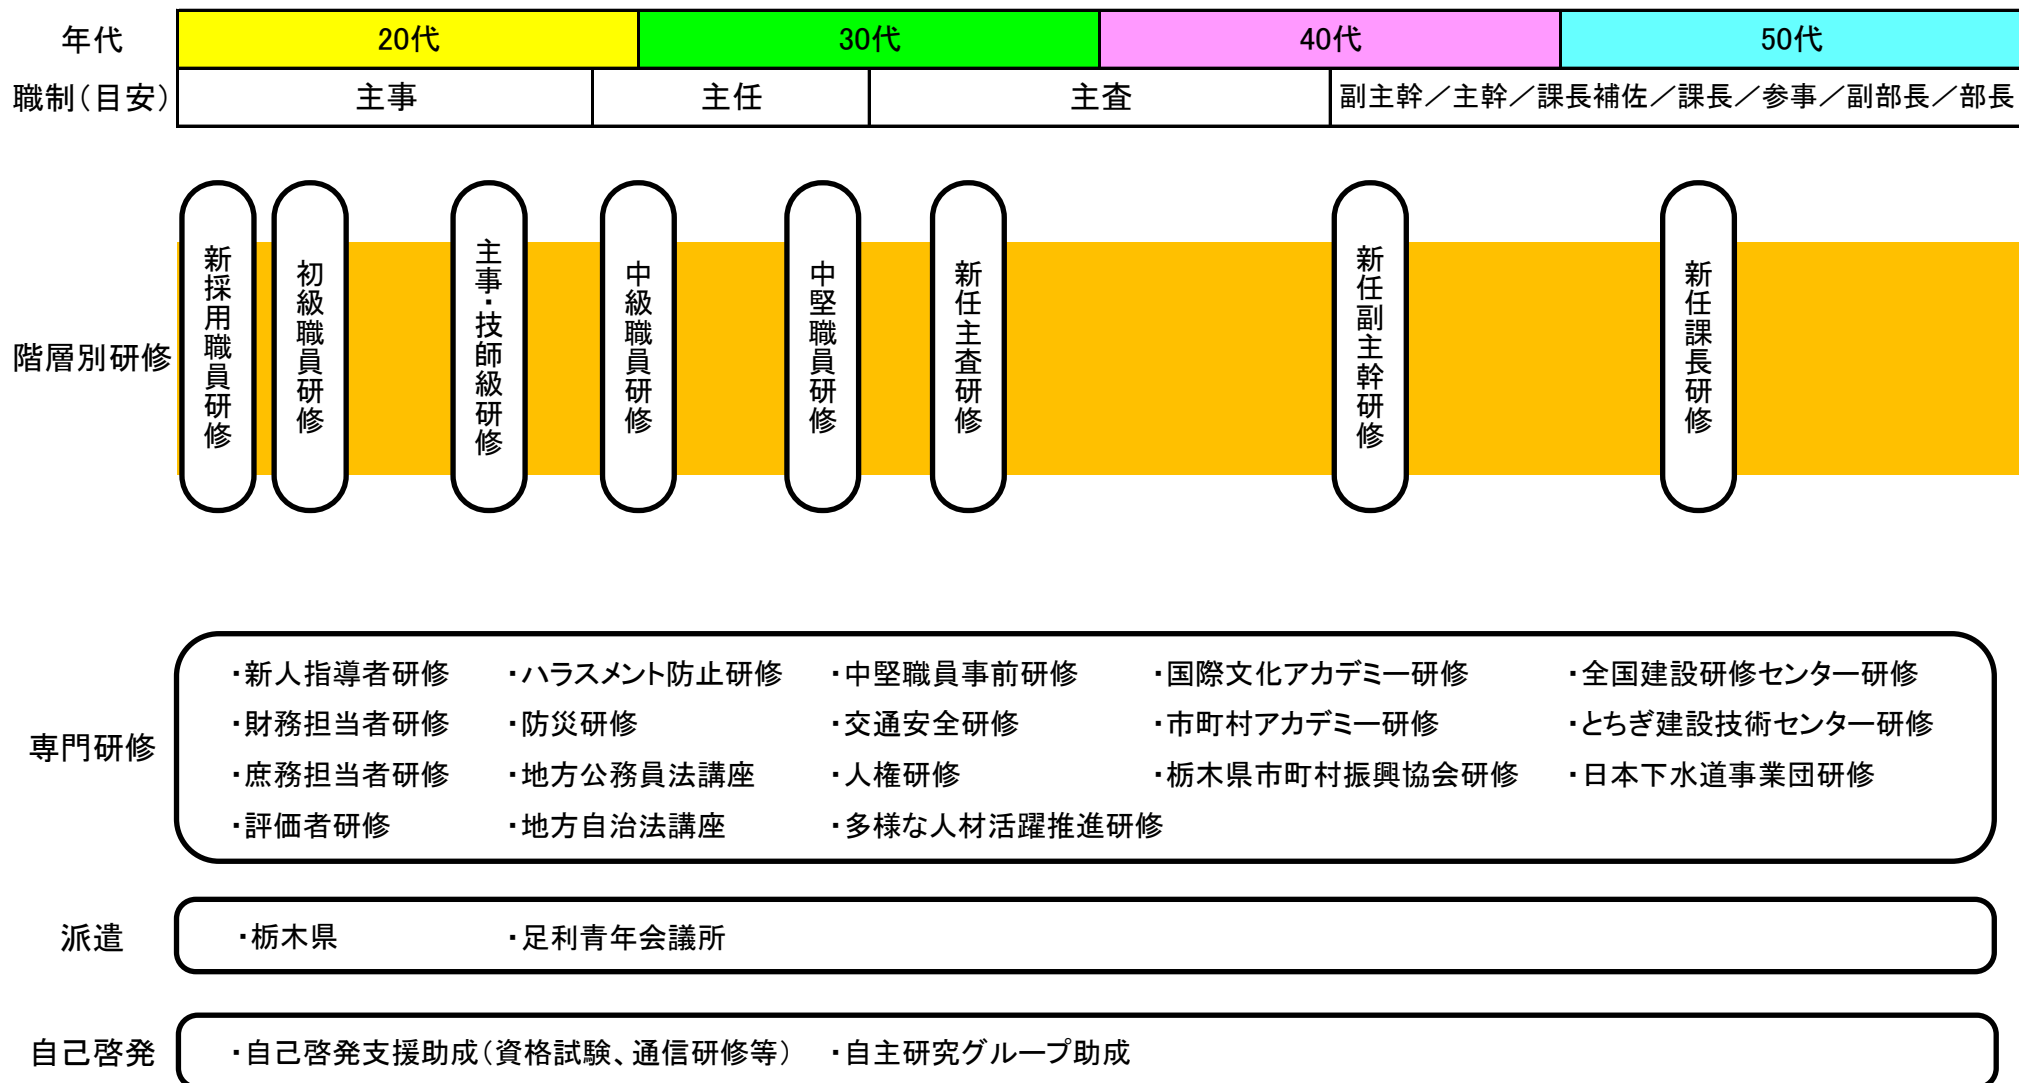 年代 20代 30代 40代 50代
職制（目安） 主事 主任 主査 副主幹／主幹／課長補佐／課長／参事／副部長／部長
階層別研修
新採用職員研修
初級職員研修
主事・技師級研修
中級職員研修
中堅職員研修
新任主査研修
新任副主幹研修
新任課長研修
専門研修
・新人指導者研修 ・ハラスメント防止研修 ・中堅職員事前研修 ・国際文化アカデミー研修 ・全国建設研修センター研修
・財務担当者研修 ・防災研修 ・交通安全研修 ・市町村アカデミー研修 ・とちぎ建設技術センター研修
・庶務担当者研修 ・地方公務員法講座 ・人権研修 ・栃木県市町村振興協会研修 ・日本下水道事業団研修
・評価者研修 ・地方自治法講座 ・多様な人材活躍推進研修
派遣 ・栃木県 ・足利青年会議所
自己啓発 ・自己啓発支援助成（資格試験、通信研修等） ・自主研究グループ助成